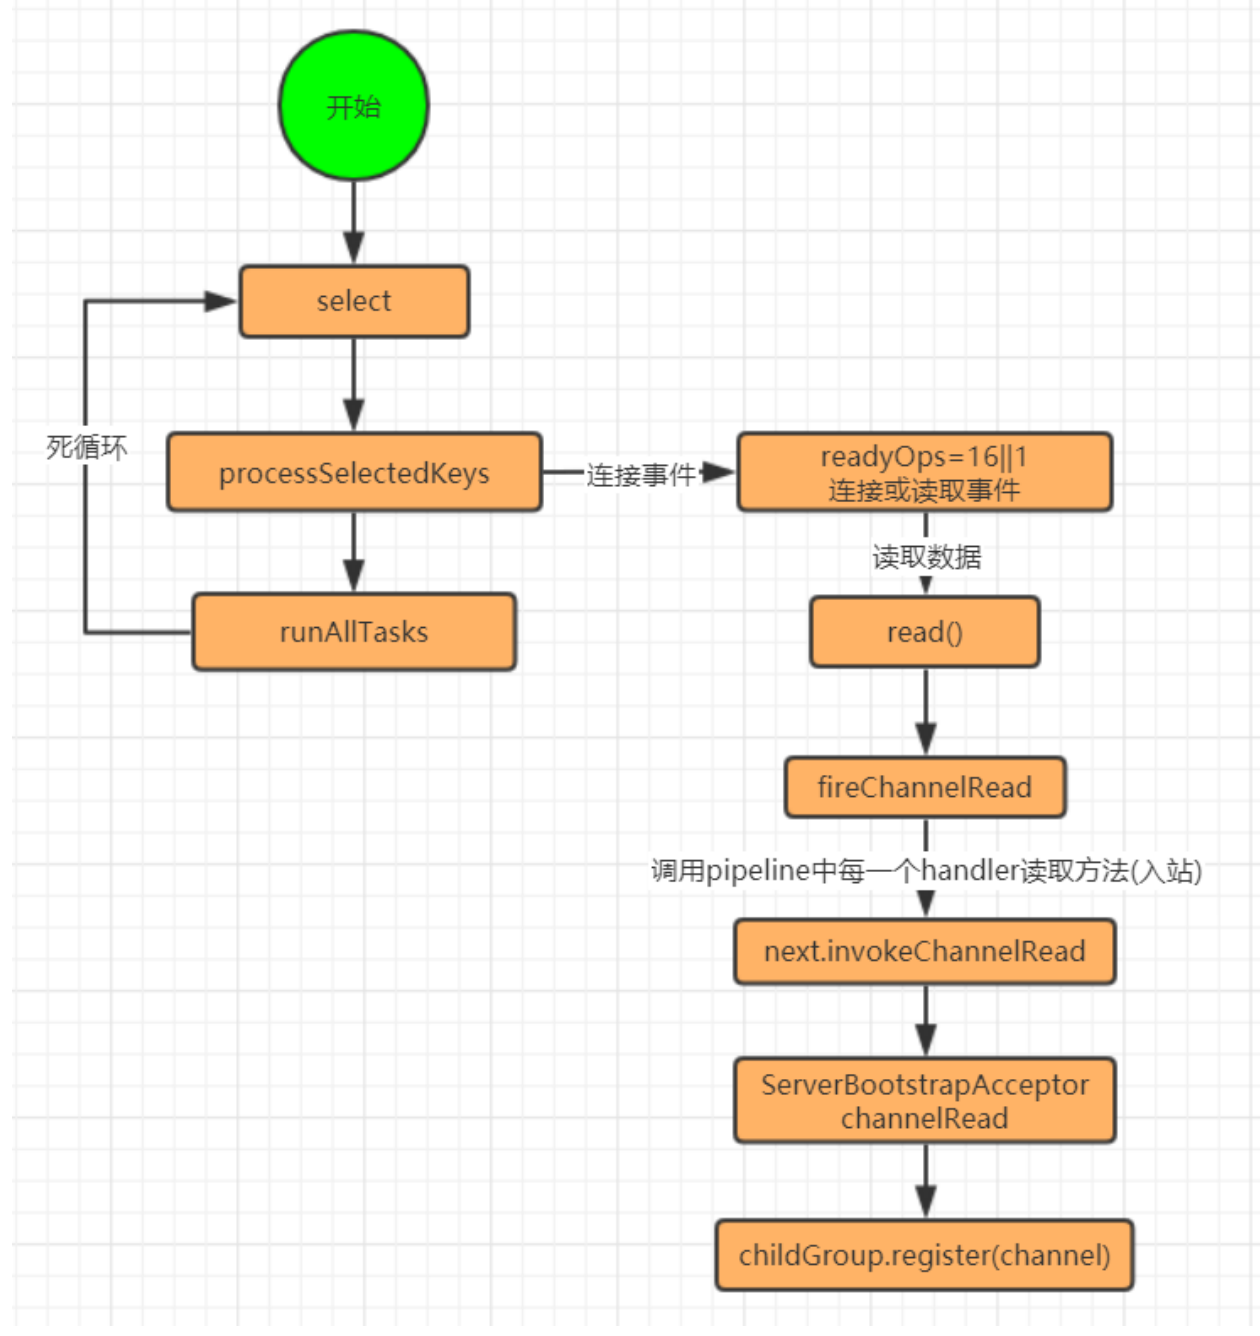 开始
select
死循环
processSelectedKeys
连接事件
readyOps=16||1
连接或读取事件
读取数据
runAllTasks
read()
fireChannelRead
调用pipeline中每一个handler读取方法(入站)
next.invokeChannelRead
ServerBootstrapAcceptor
channelRead
childGroup.register(channel)